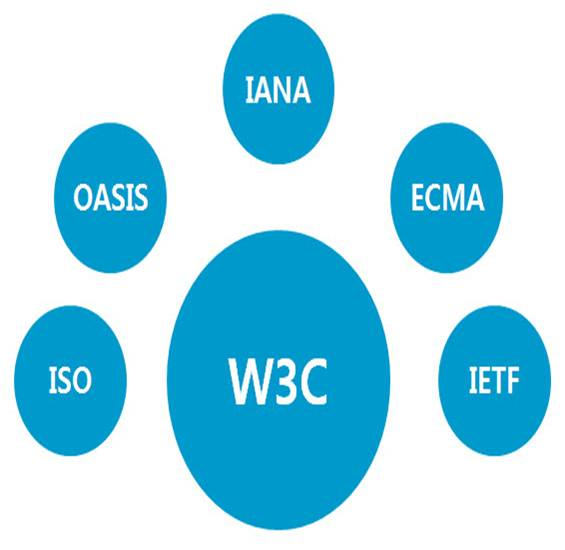 IANA
OASIS
ECMA
ISO
W3C
IETF